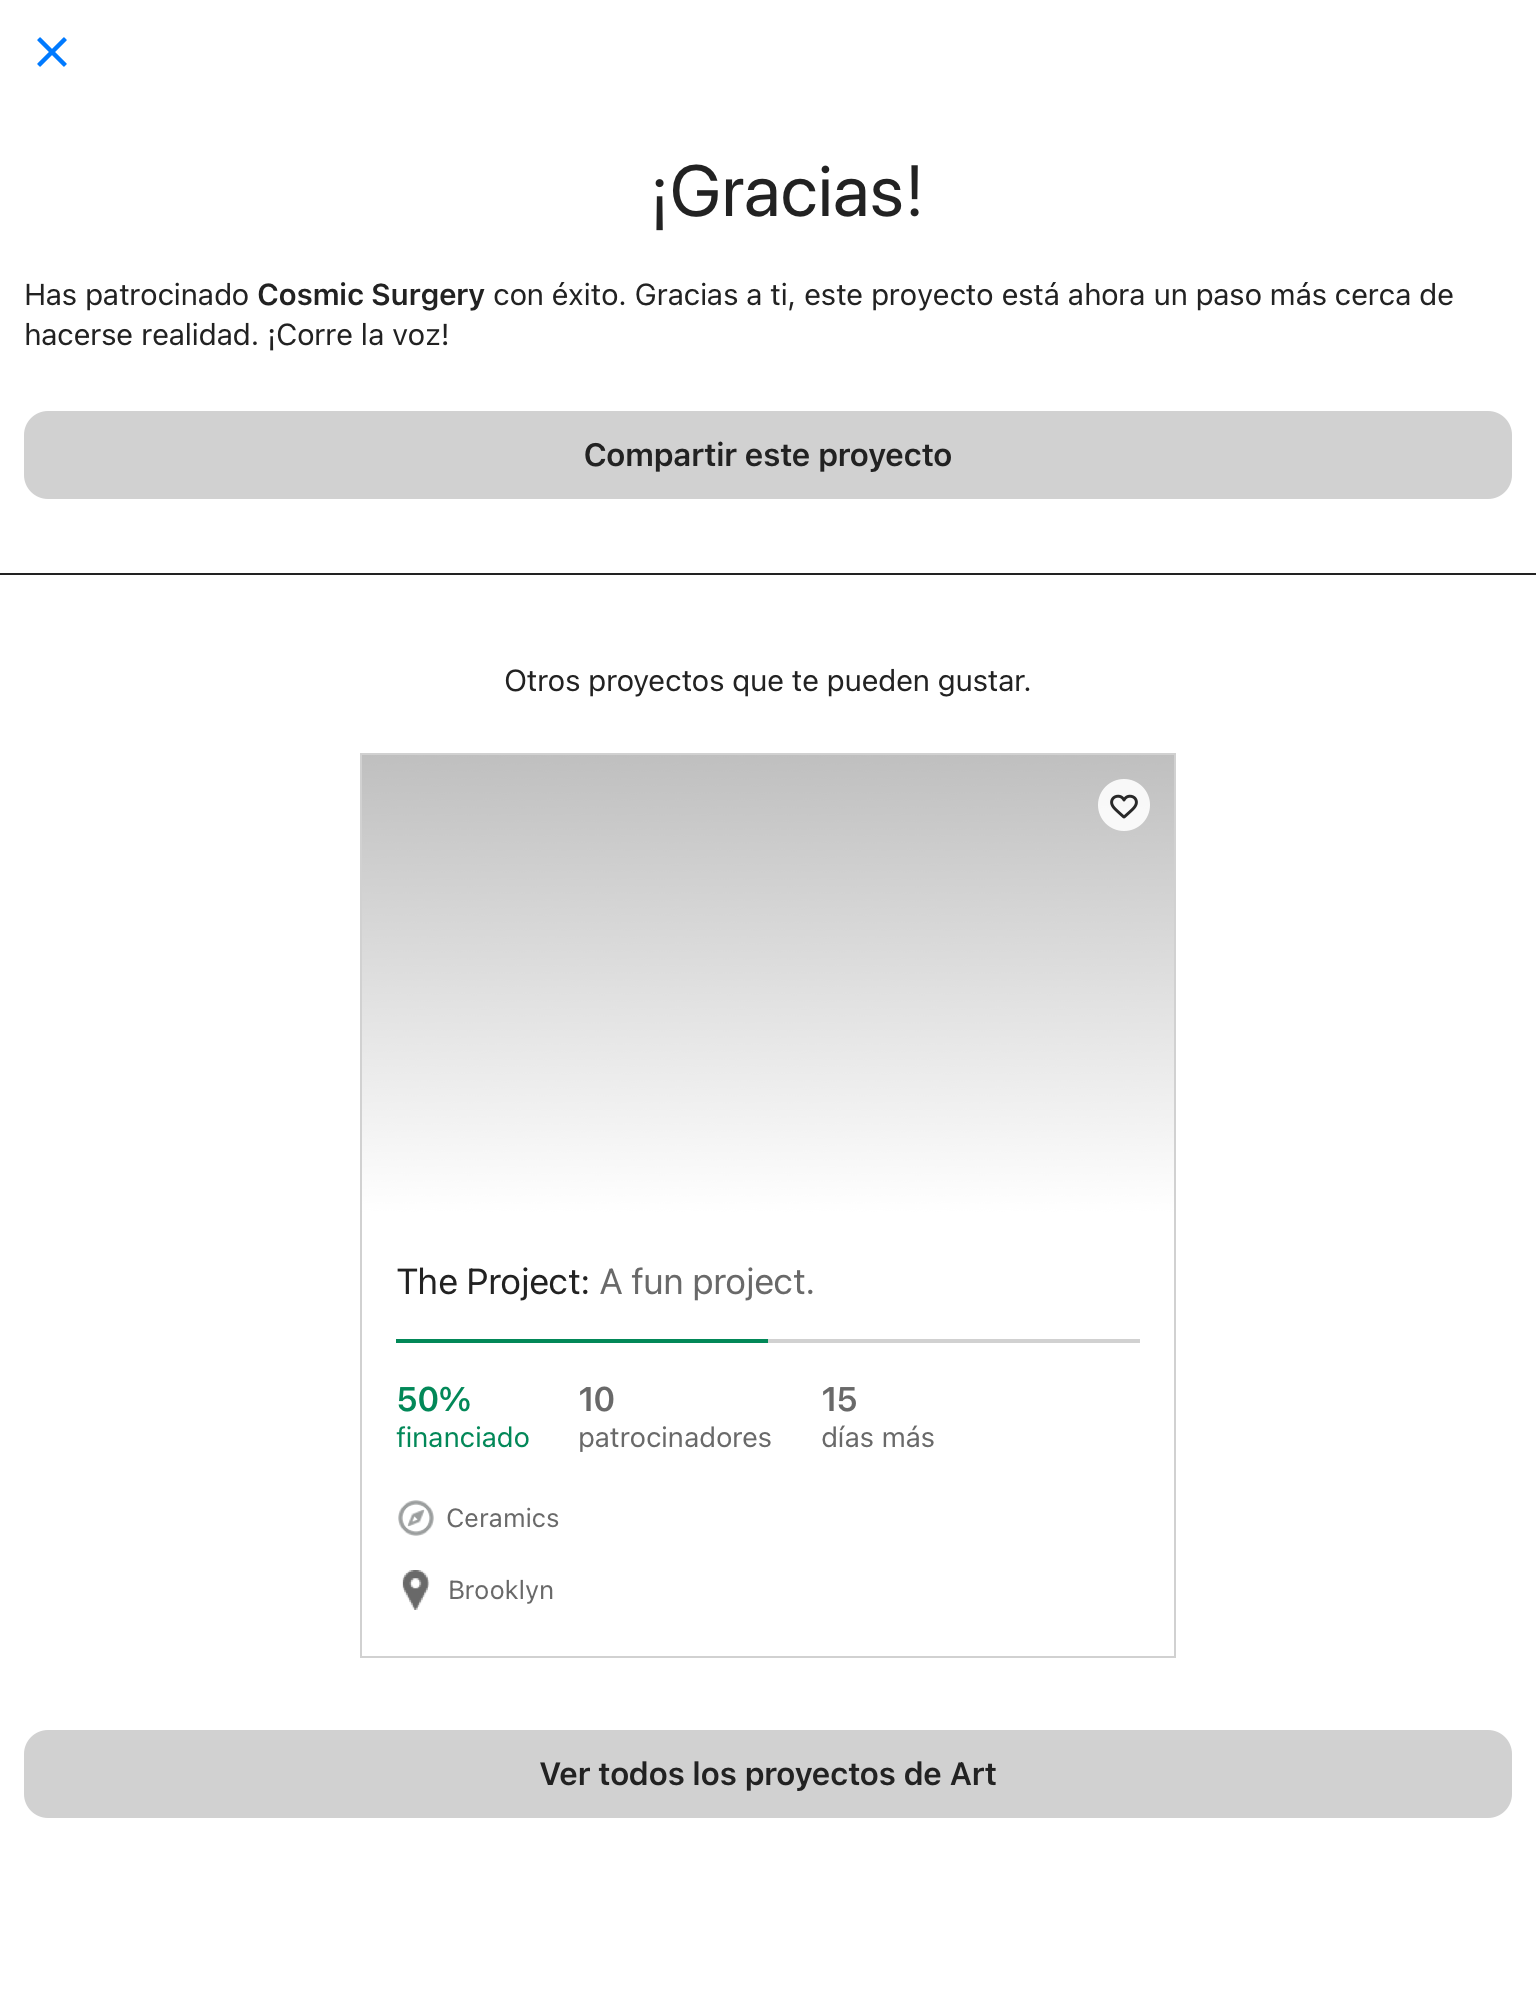 ¡Gracias!
Has patrocinado Cosmic Surgery con éxito. Gracias a ti, este proyecto está ahora un paso más cerca de
hacerse realidad. ¡Corre la voz!
Compartir este proyecto
Otros proyectos que te pueden gustar.
The Project: A fun project.
50% 10 15
financiado patrocinadores días más
Ceramics
Brooklyn
Ver todos los proyectos de Art